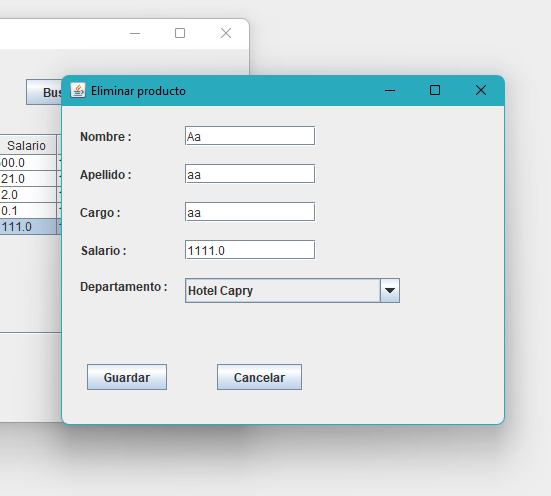 Bus
Salario
00.0
21.0
2.0
0.1
111.0
Eliminar producto
Nombre :
Aa
Apellido :
aa
Cargo :
aa
Salario :
1111.0
Departamento :
Hotel Capry
Guardar
Cancelar